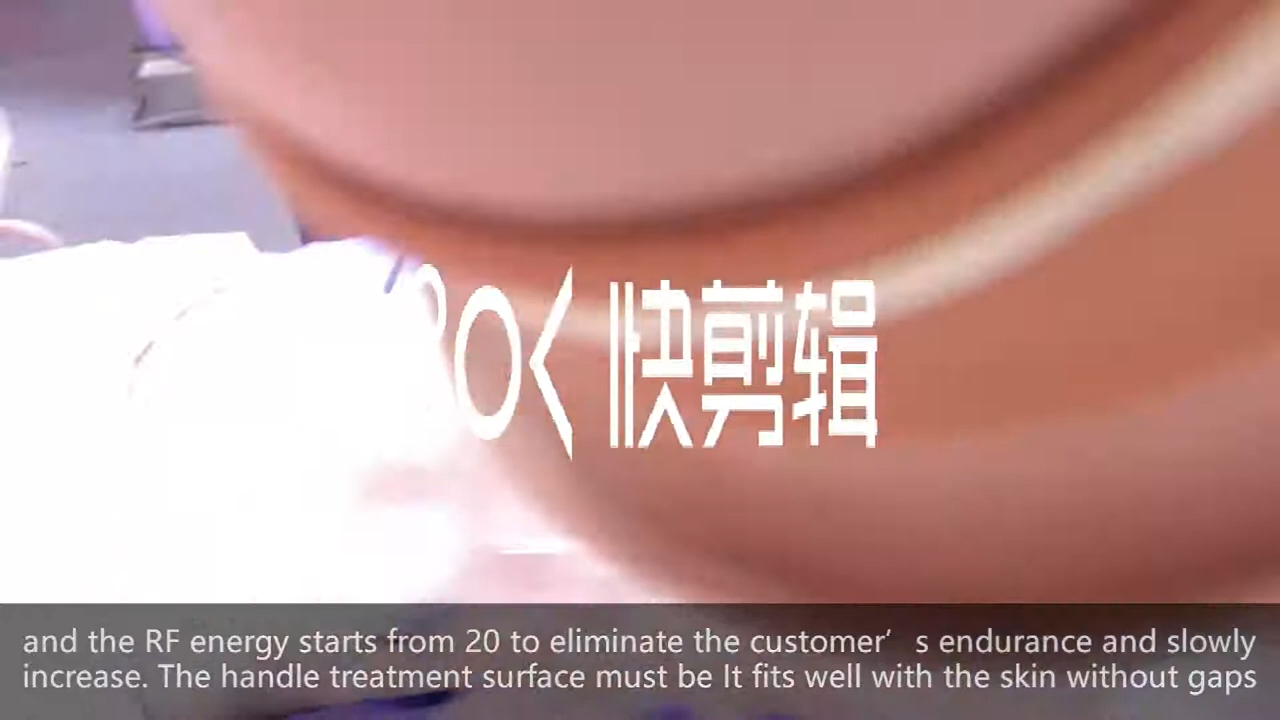 快剪辑
and the RF energy starts from 20 to eliminate the customer’s endurance and slowly
increase. The handle treatment surface must be It fits well with the skin without gaps